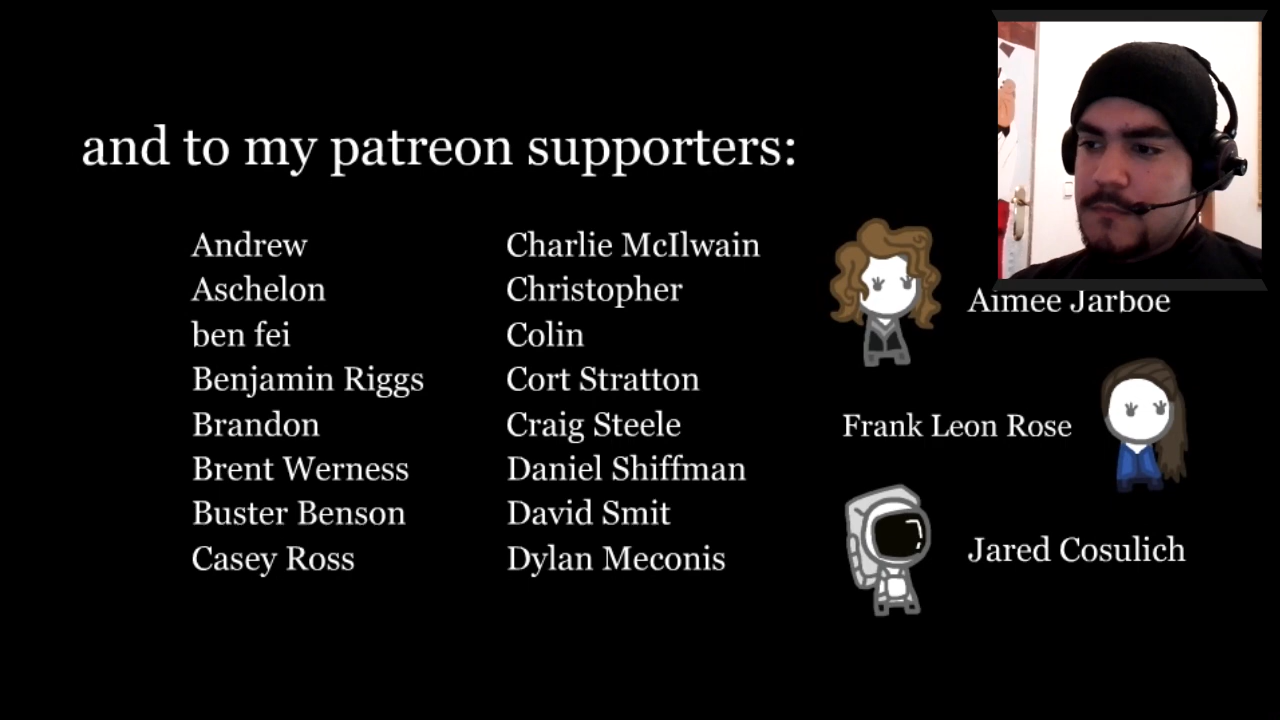 and to my patreon supporters:
Andrew
Aschelon
ben fei
Benjamin Riggs
Brandon
Brent Werness
Buster Benson
Casey Ross
Charlie McIlwain
Christopher
Colin
Cort Stratton
Craig Steele
Daniel Shiffman
David Smit
Dylan Meconis
Aimee Jarboe
Frank Leon Rose
Jared Cosulich